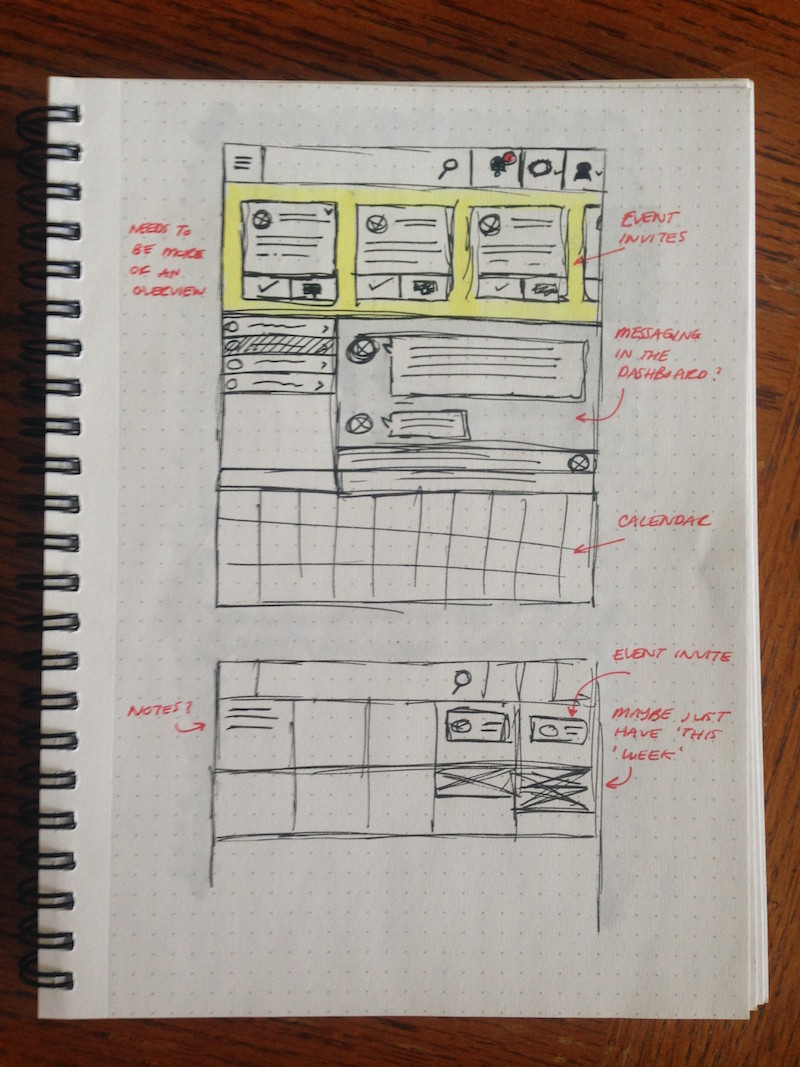 NEEDS TO
BE MORE
OF AN
OVERVIEW
EVENT
INVITES
MESSAGING
IN THE
DASHBOARD?
CALENDAR
EVENT INVITE
NOTES?
MAYBE JUST
HAVE 'THIS
'WEEK'